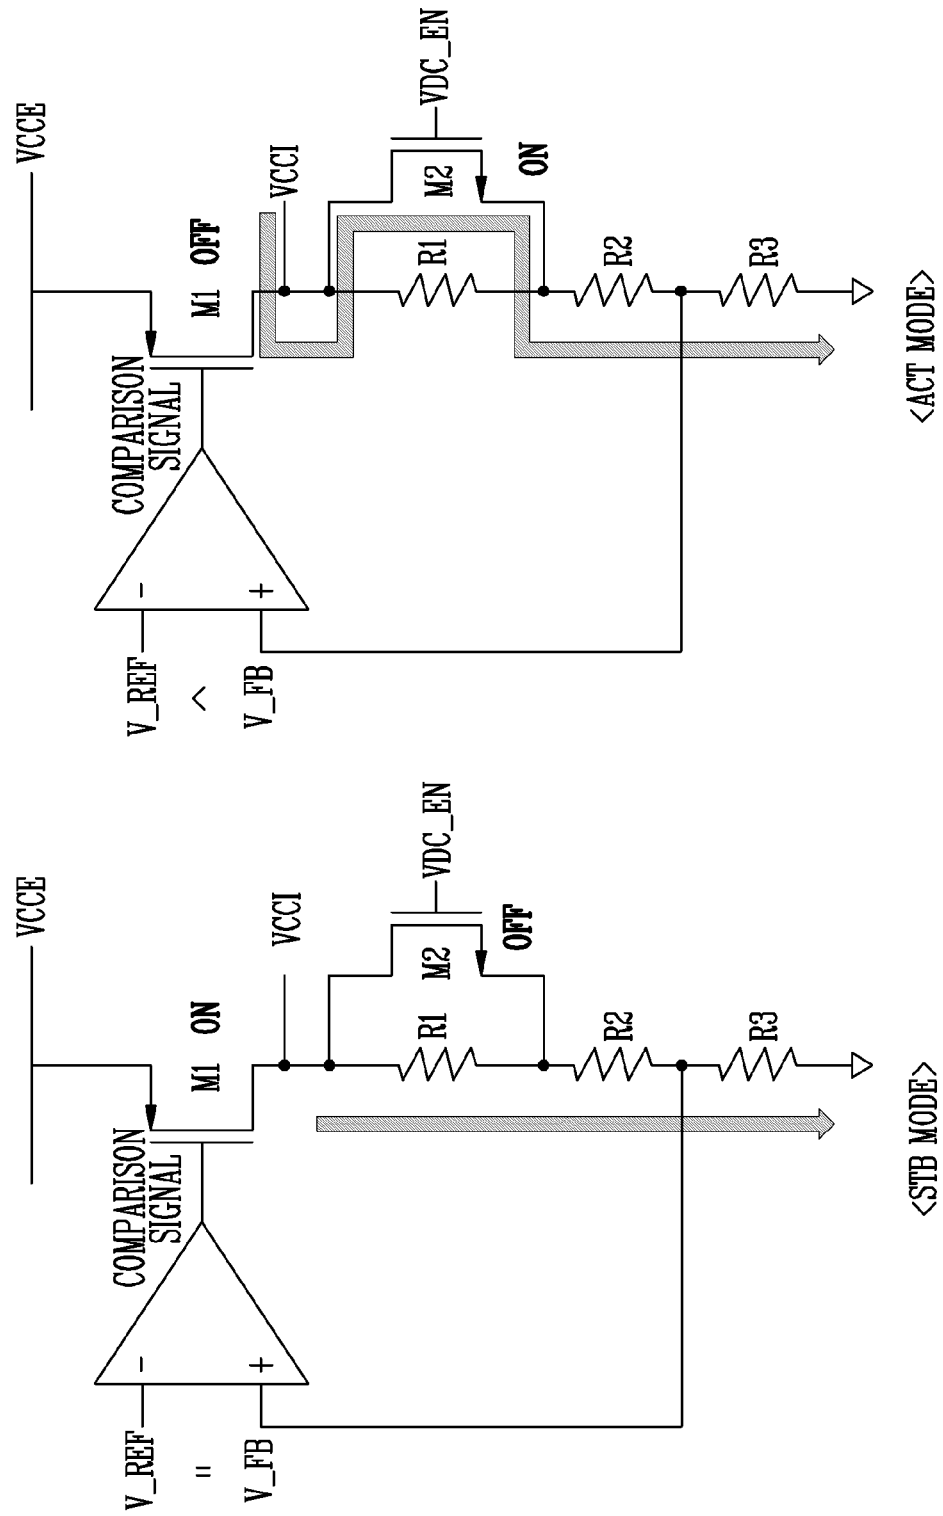 VCCE
COMPARISON
SIGNAL
V_REF
=
V_FB
-
+
M1
ON
VCCI
R1
M2
VDC_EN
OFF
R2
R3
<STB MODE>
VCCE
COMPARISON
SIGNAL
V_REF
^
V_FB
-
+
M1
OFF
VCCI
R1
M2
VDC_EN
ON
R2
R3
<ACT MODE>